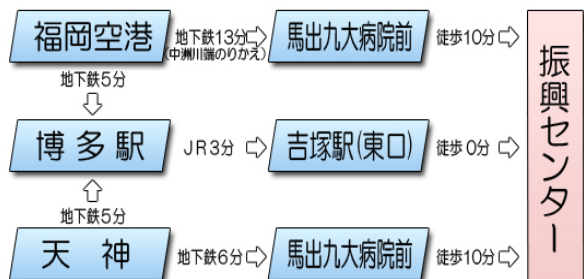 福岡空港
地下鉄13分
(中洲川端のりかえ)
馬出九大病院前
徒歩10分
地下鉄5分
博多駅
JR3分
吉塚駅(東口)
徒歩0分
地下鉄5分
天神
地下鉄6分
馬出九大病院前
徒歩10分
振興センター